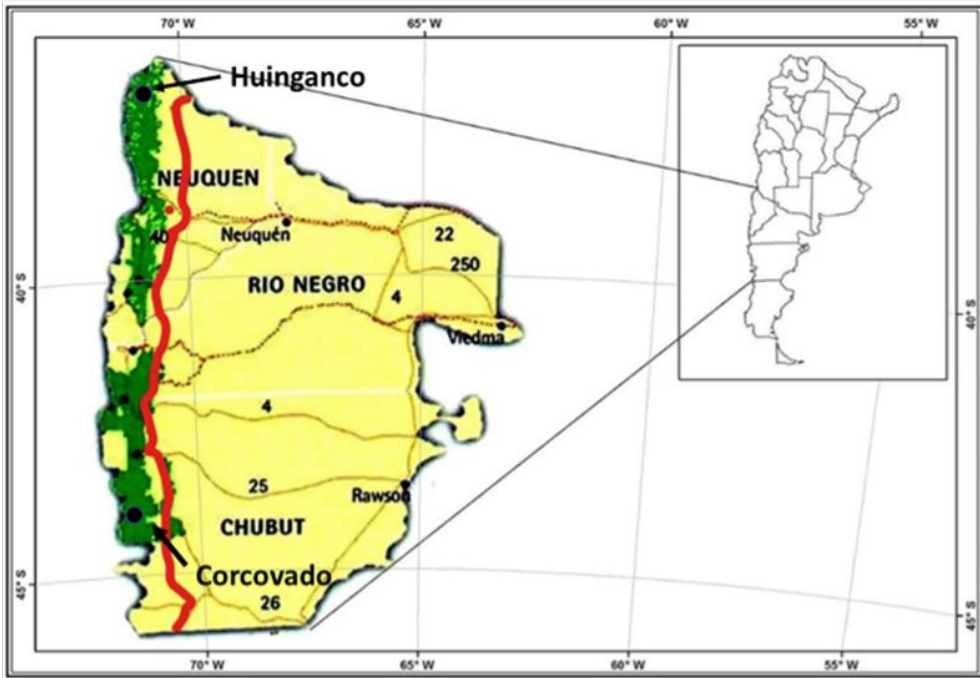 70° W
65° W
60° W
55° W
Huinganco
NEUQUEN
40
Neuquén
22
250
RIO NEGRO
4
40° S
40° S
Viedma
4
25
Rawson
CHUBUT
Corcovado
26
45° S
45° S
70° W
65° W
60° W
55° W